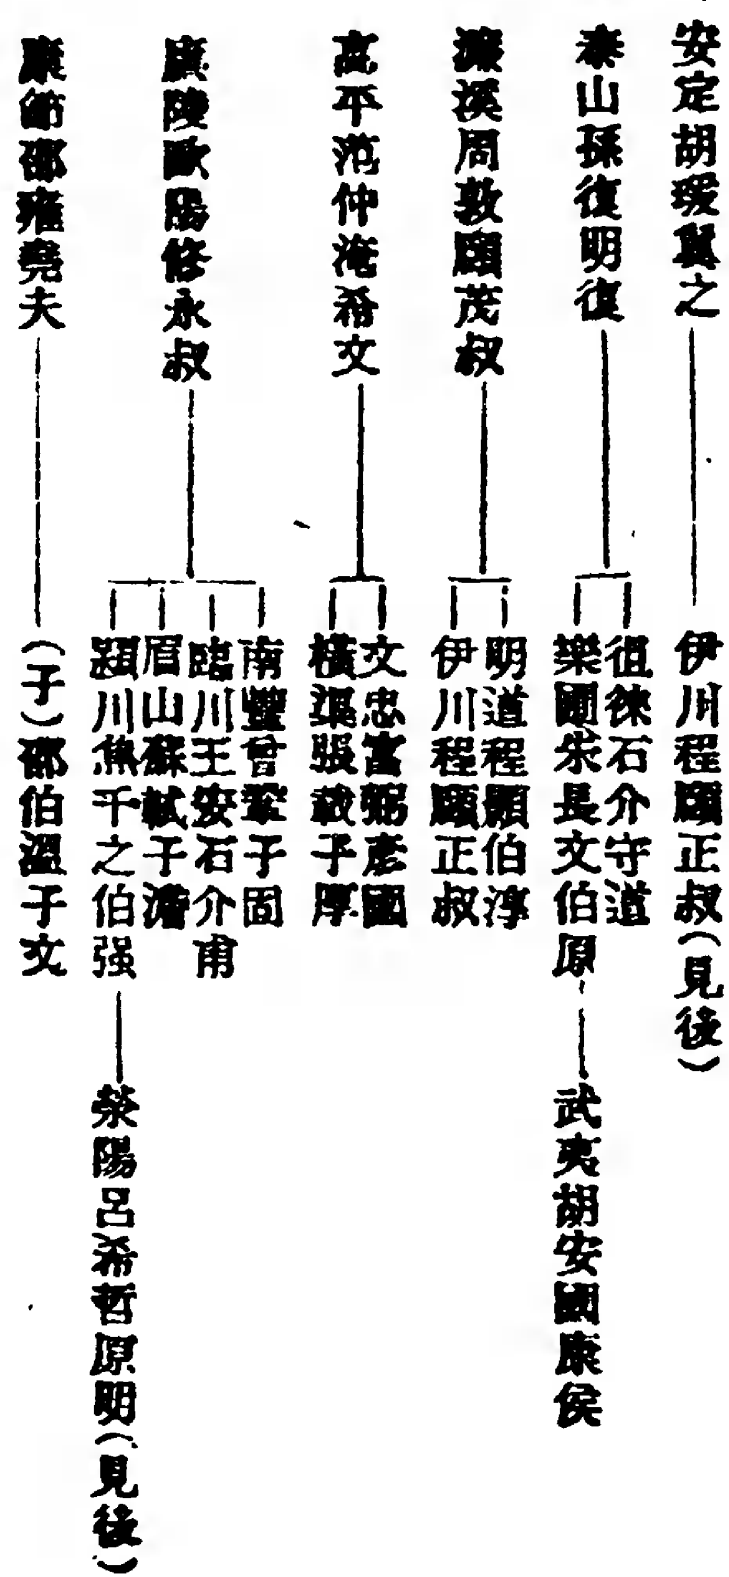 安定胡瑗翼之
伊川程頤正叔(見後)
泰山孫復明復
徂徠石介守道
樂圃朱長文伯原
武夷胡安國康侯
濂溪周敦頤茂叔
明道程顥伯淳
伊川程頤正叔
高平范仲淹希文
文忠富弼彥國
橫渠張載子厚
廬陵歐陽修永叔
南豐曾鞏子固
臨川王安石介甫
眉山蘇軾子瞻
潁川焦千之伯强
滎陽呂希哲原明(見後)
康節邵雍堯夫
(子)邵伯溫子文